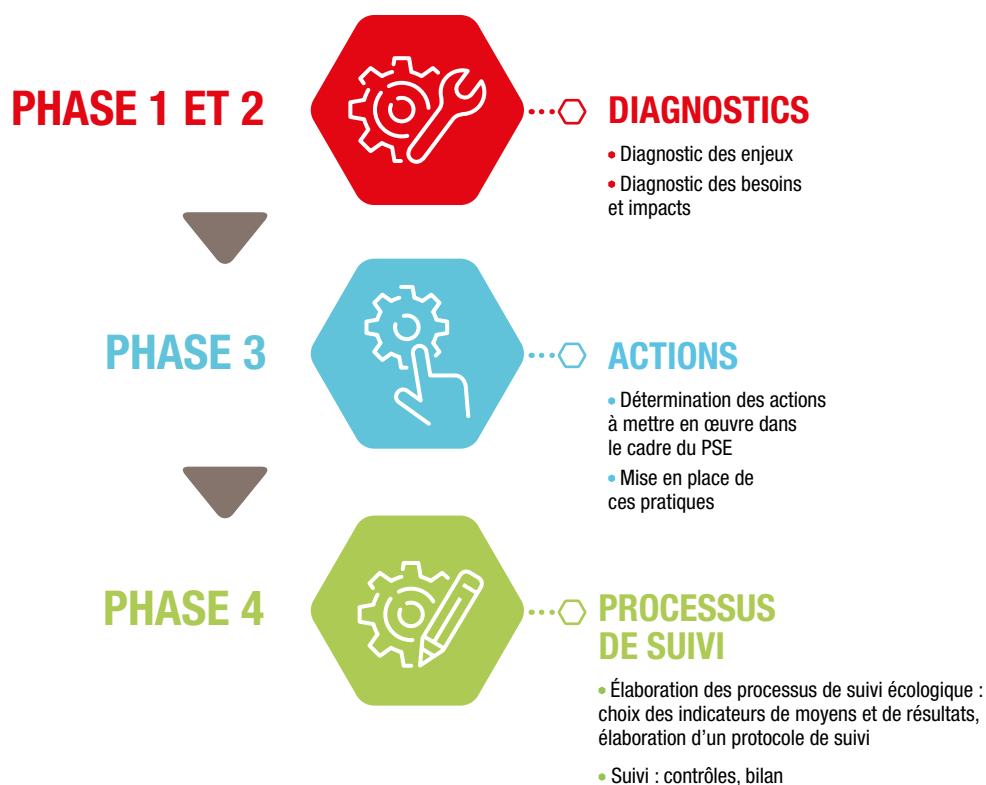 PHASE 1 ET 2
DIAGNOSTICS
• Diagnostic des enjeux
• Diagnostic des besoins
et impacts
PHASE 3
ACTIONS
• Détermination des actions
à mettre en œuvre dans
le cadre du PSE
• Mise en place de
ces pratiques
PHASE 4
PROCESSUS
DE SUIVI
• Élaboration des processus de suivi écologique :
choix des indicateurs de moyens et de résultats,
élaboration d'un protocole de suivi
• Suivi : contrôles, bilan